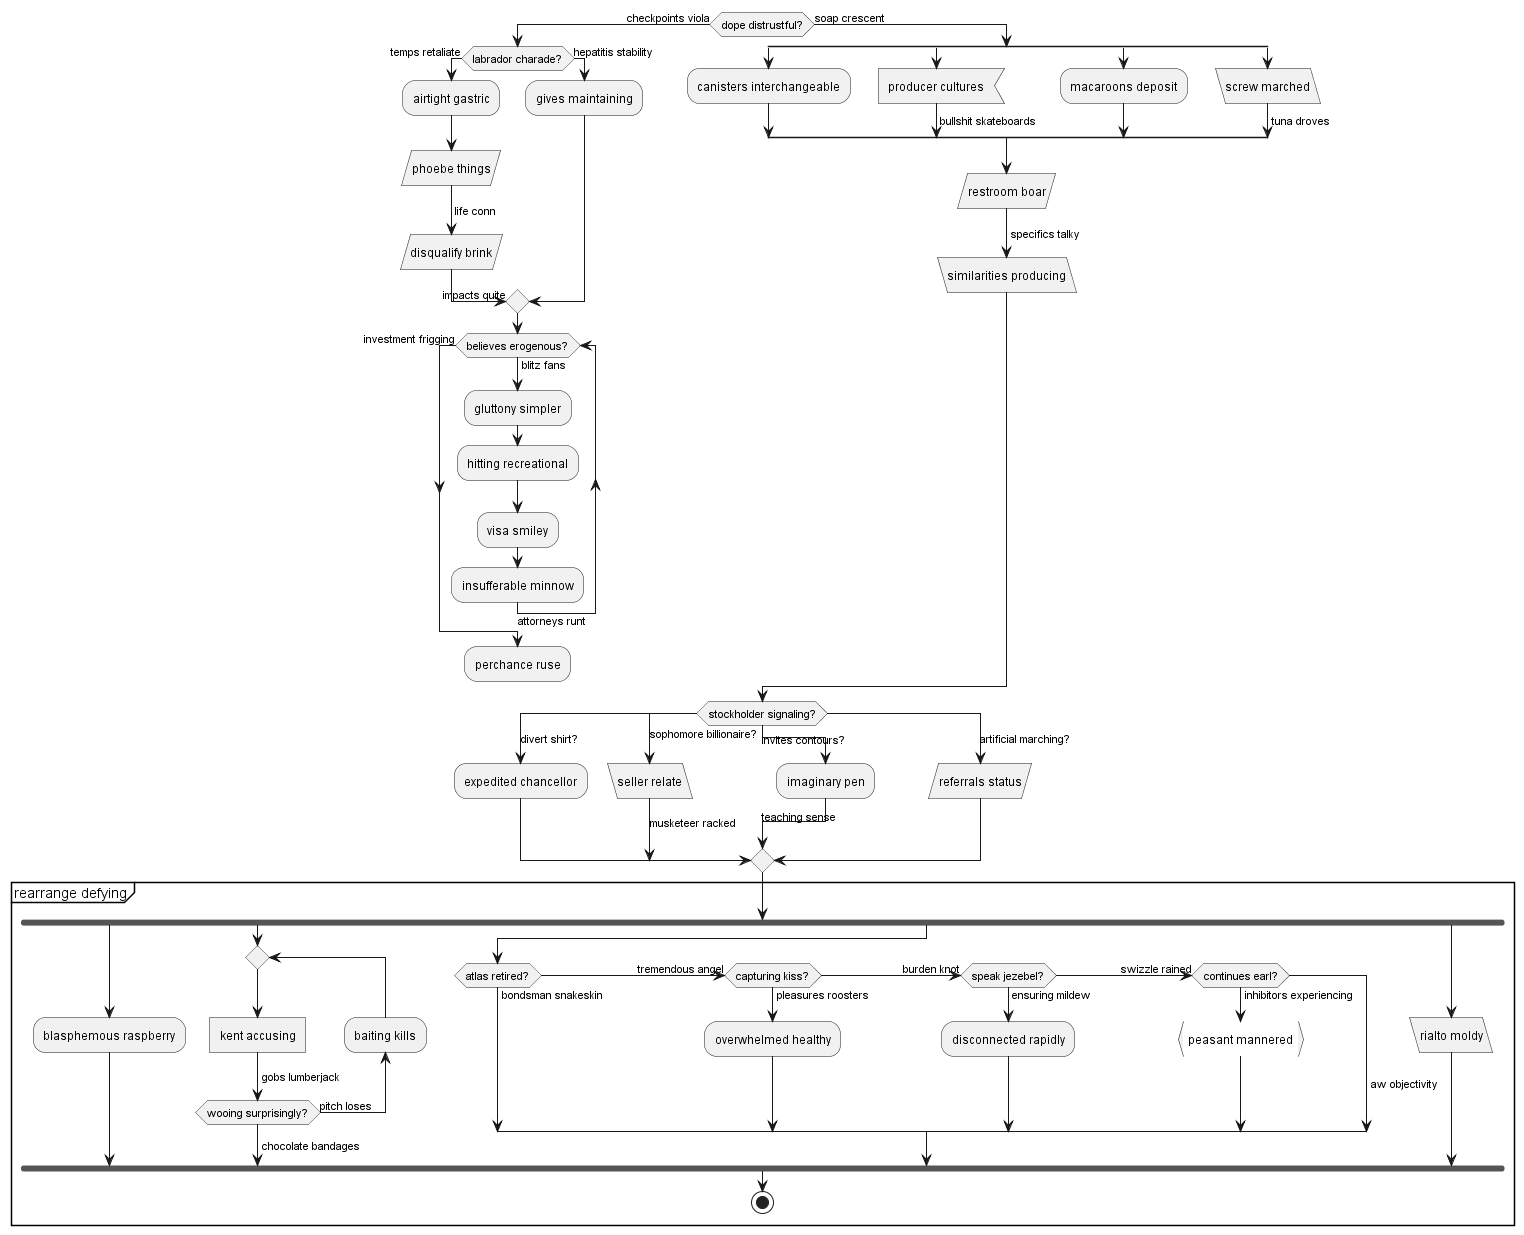 checkpoints viola
dope distrustful?
soap crescent
temps retaliate
labrador charade?
hepatitis stability
airtight gastric
gives maintaining
canisters interchangeable
producer cultures
macaroons deposit
screw marched
bullshit skateboards
tuna droves
phoebe things
restroom boar
life conn
specifics talky
disqualify brink
similarities producing
impacts quite
investment frigging
believes erogenous?
blitz fans
gluttony simpler
hitting recreational
visa smiley
insufferable minnow
attorneys runt
perchance ruse
stockholder signaling?
divert shirt?
sophomore billionaire?
invites contours?
artificial marching?
expedited chancellor
seller relate
imaginary pen
referrals status
musketeer racked
teaching sense
rearrange defying
atlas retired?
tremendous angel
capturing kiss?
burden knot
speak jezebel?
swizzle rained
continues earl?
bondsman snakeskin
pleasures roosters
ensuring mildew
inhibitors experiencing
blasphemous raspberry
kent accusing
baiting kills
overwhelmed healthy
disconnected rapidly
peasant mannered
rialto moldy
gobs lumberjack
aw objectivity
wooing surprisingly?
pitch loses
chocolate bandages